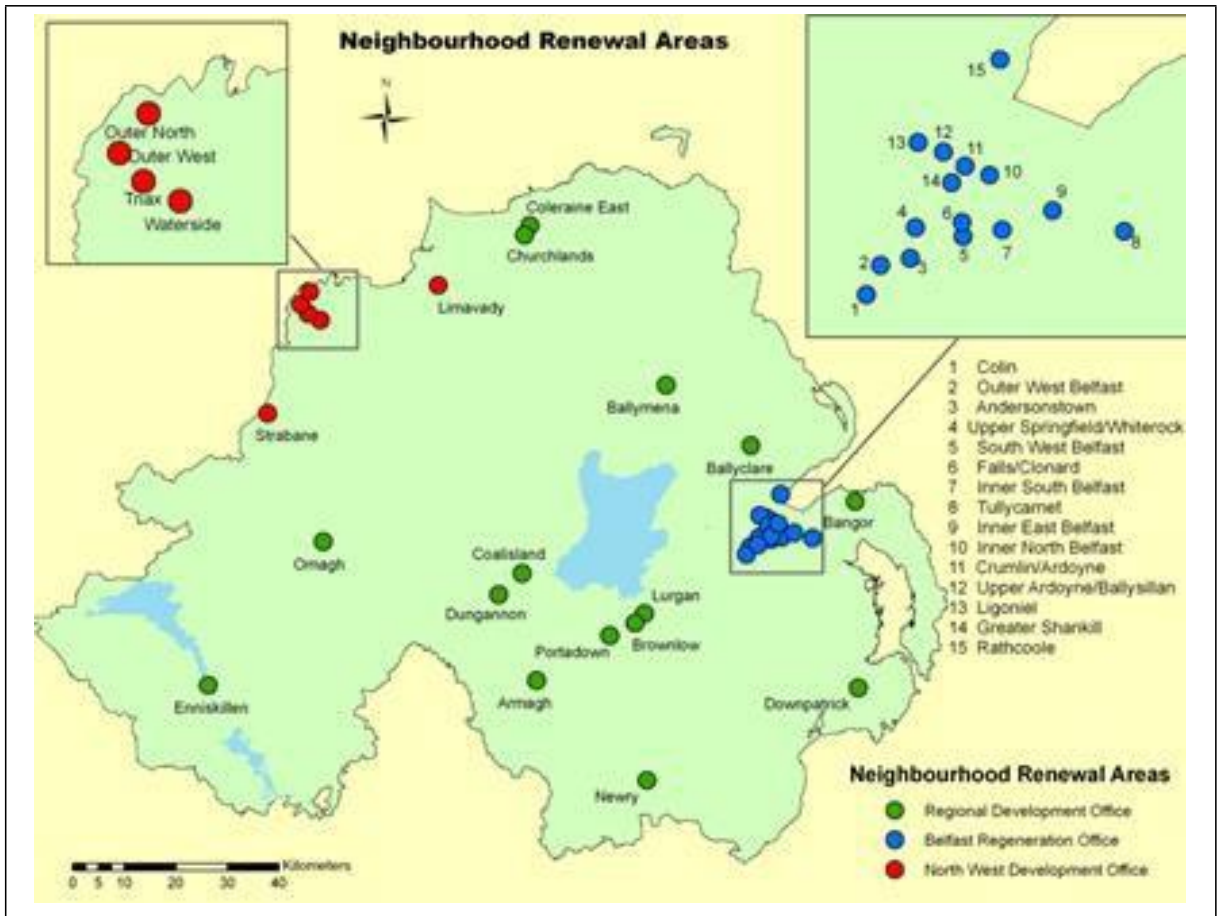 Neighbourhood Renewal Areas
N
Outer North
Outer West
Triax
Waterside
15
12
13
11
14
10
9
4
6
8
2
3
5
7
1
Coleraine East
Churchlands
Limavady
Strabane
Ballymena
Ballyclare
Bangor
Omagh
Coalisland
Dungannon
Lurgan
Portadown
Brownlow
Armagh
Enniskillen
Downpatrick
Newry
1 Colin
2 Outer West Belfast
3 Andersonstown
4 Upper Springfield/Whiterock
5 South West Belfast
6 Falls/Clonard
7 Inner South Belfast
8 Tullycarnet
9 Inner East Belfast
10 Inner North Belfast
11 Crumlin/Ardoyne
12 Upper Ardoyne/Ballysillan
13 Ligoniel
14 Greater Shankill
15 Rathcoole
Neighbourhood Renewal Areas
Regional Development Office
Belfast Regeneration Office
North West Development Office
Kilometers
0 5 10 20 30 40